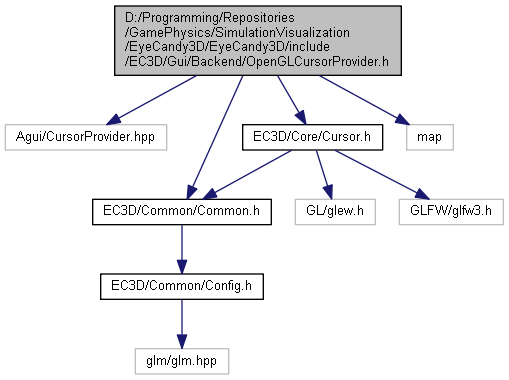 D:/Programming/Repositories
/GamePhysics/SimulationVisualization
/EyeCandy3D/EyeCandy3D/include
/EC3D/Gui/Backend/OpenGLCursorProvider.h
Agui/CursorProvider.hpp
EC3D/Core/Cursor.h
map
EC3D/Common/Common.h
GL/glew.h
GLFW/glfw3.h
EC3D/Common/Config.h
glm/glm.hpp